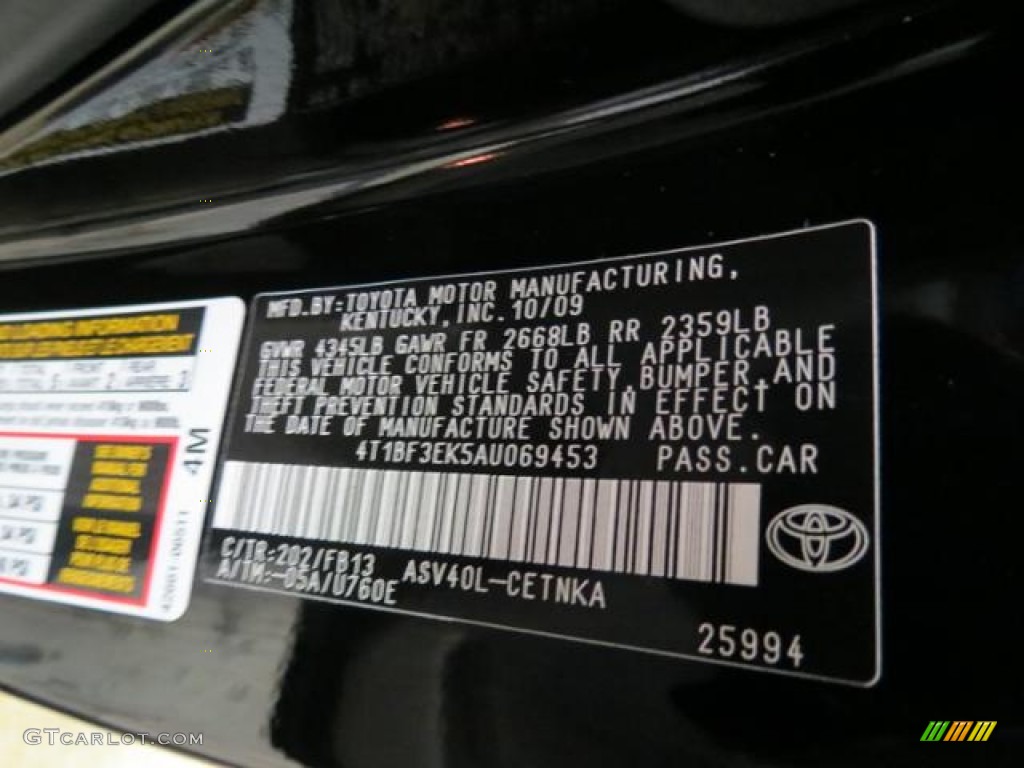 MFD.BY:TOYOTA MOTOR MANUFACTURING,
KENTUCKY, INC. 10/09
GVWR 4345LB GAWR FR 2668LB RR 2359LB
THIS VEHICLE CONFORMS TO ALL APPLICABLE
FEDERAL MOTOR VEHICLE SAFETY, BUMPER, AND
THEFT PREVENTION STANDARDS IN EFFECT ON
THE DATE OF MANUFACTURE SHOWN ABOVE.
4T1BF3EK5AU069453 PASS.CAR
C/TR:202/FB13
A/TM:-05A/U760E
ASV40L-CETNKA
25994
LOADING INFORMATION
4M
GTCARLOT.COM